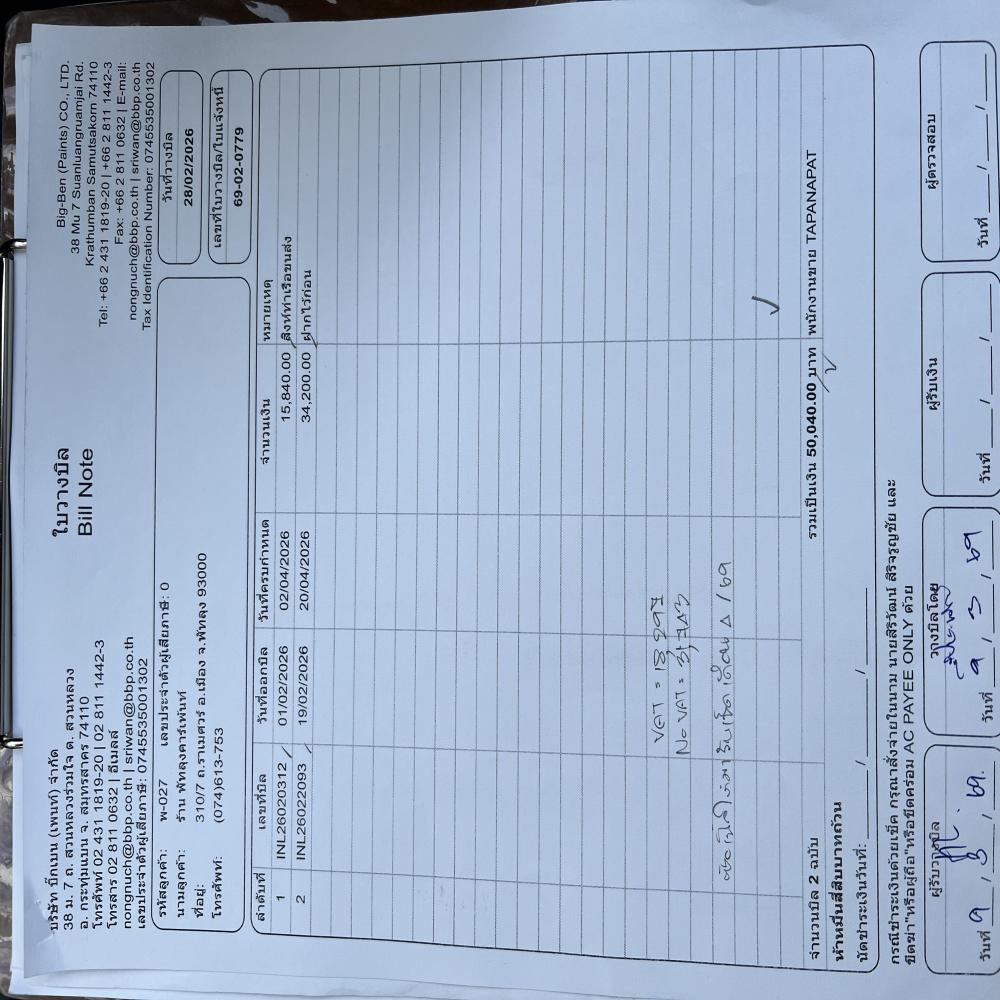 บริษัท บิ๊กเบน (เพนท์) จำกัด
38 ม. 7 ถ. สวนหลวงร่วมใจ ต. สวนหลวง
อ. กระทุ่มแบน จ. สมุทรสาคร 74110
โทรศัพท์ 02 431 1819-20 | 02 811 1442-3
โทรสาร 02 811 0632 | อีเมลล์
nongnuch@bbp.co.th | sriwan@bbp.co.th
เลขประจำตัวผู้เสียภาษี: 0745535001302
ใบวางบิล
Bill Note
Big-Ben (Paints) CO., LTD.
38 Mu 7 Suanluangruamjai Rd.
Krathumban Samutsakorn 74110
Tel: +66 2 431 1819-20 | +66 2 811 1442-3
Fax: +66 2 811 0632 | E-mail:
nongnuch@bbp.co.th | sriwan@bbp.co.th
Tax Identification Number: 0745535001302
รหัสลูกค้า: พ-027 เลขประจำตัวผู้เสียภาษี: 0
นามลูกค้า: ร้าน พัทลุงคาร์เพ้นท์
ที่อยู่: 310/7 ถ.ราเมศวร์ อ.เมือง จ.พัทลุง 93000
โทรศัพท์: (074)613-753
วันที่วางบิล
28/02/2026
เลขที่ใบวางบิล/ใบแจ้งหนี้
69-02-0779
ลำดับที่ เลขที่บิล วันที่ออกบิล วันที่ครบกำหนด จำนวนเงิน หมายเหตุ
1 INL26020312 01/02/2026 02/04/2026 15,840.00 สิงห์ท่าเรือขนส่ง
2 INL26022093 19/02/2026 20/04/2026 34,200.00 ฝากไว้ก่อน
VAT =
No VAT =
จำนวนบิล 2 ฉบับ รวมเป็นเงิน 50,040.00 บาท พนักงานขาย TAPANAPAT
ห้าหมื่นสี่สิบบาทถ้วน
นัดชำระเงินวันที่: ____/____/____
กรณีชำระเงินด้วยเช็ค กรุณาสั่งจ่ายในนาม นายสิริวัฒน์ สิริจรูญชัย และ
ขีดฆ่า"หรือผู้ถือ"หรือขีดคร่อม AC PAYEE ONLY ด้วย
ผู้รับวางบิล
วันที่ 9 / 3 / 69
วางบิลโดย
วันที่ 9 / 3 / 69
ผู้รับเงิน
วันที่ ____/____/____
ผู้ตรวจสอบ
วันที่ ____/____/____